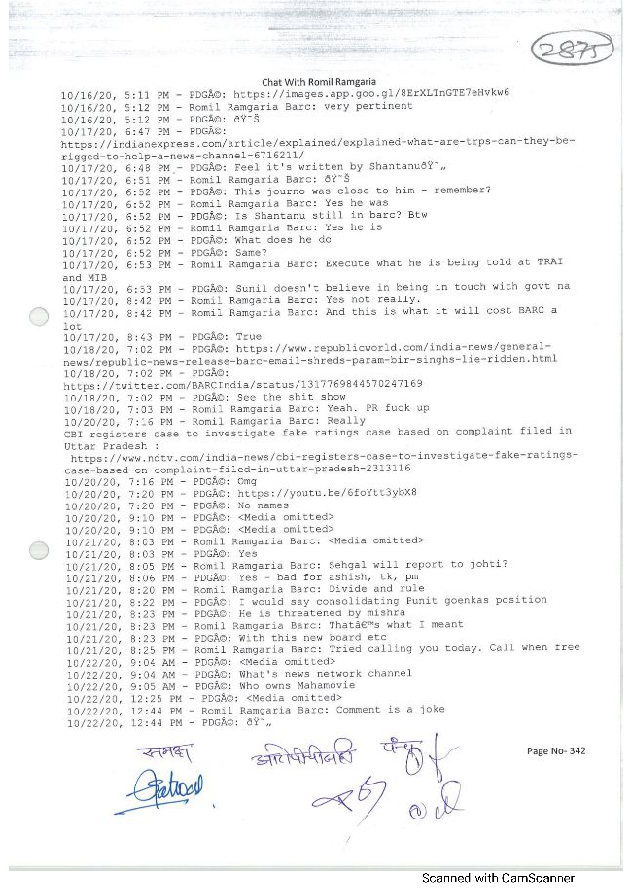 2875
Chat With Romil Ramgaria
10/16/20, 5:11 PM - PDGÂ©: https://images.app.goo.gl/8ErXLTnGTE7eHvkw6
10/16/20, 5:12 PM - Romil Ramgaria Barc: very pertinent
10/16/20, 5:12 PM - PDGÂ©: ðŸ˜Š
10/17/20, 6:47 PM - PDGÂ©:
https://indianexpress.com/article/explained/explained-what-are-trps-can-they-be-
rigged-to-help-a-news-channel-6716211/
10/17/20, 6:48 PM - PDGÂ©: Feel it's written by ShantanuðŸ˜„
10/17/20, 6:51 PM - Romil Ramgaria Barc: ðŸ˜Š
10/17/20, 6:52 PM - PDGÂ©: This journo was close to him - remember?
10/17/20, 6:52 PM - Romil Ramgaria Barc: Yes he was
10/17/20, 6:52 PM - PDGÂ©: Is Shantanu still in barc? Btw
10/17/20, 6:52 PM - Romil Ramgaria Barc: Yes he is
10/17/20, 6:52 PM - PDGÂ©: What does he do
10/17/20, 6:52 PM - PDGÂ©: Same?
10/17/20, 6:53 PM - Romil Ramgaria Barc: Execute what he is being told at TRAI
and MIB
10/17/20, 6:53 PM - PDGÂ©: Sunil doesn't believe in being in touch with govt na
10/17/20, 8:42 PM - Romil Ramgaria Barc: Yes not really.
10/17/20, 8:42 PM - Romil Ramgaria Barc: And this is what it will cost BARC a
lot
10/17/20, 8:43 PM - PDGÂ©: True
10/18/20, 7:02 PM - PDGÂ©: https://www.republicworld.com/india-news/general-
news/republic-news-release-barc-email-shreds-param-bir-singhs-lie-ridden.html
10/18/20, 7:02 PM - PDGÂ©:
https://twitter.com/BARCIndia/status/1317769844570247169
10/18/20, 7:02 PM - PDGÂ©: See the shit show
10/18/20, 7:03 PM - Romil Ramgaria Barc: Yeah. PR fuck up
10/20/20, 7:16 PM - Romil Ramgaria Barc: Really
CBI registers case to investigate fake ratings case based on complaint filed in
Uttar Pradesh :
https://www.ndtv.com/india-news/cbi-registers-case-to-investigate-fake-ratings-
case-based on complaint-filed-in-uttar-pradesh-2313116
10/20/20, 7:16 PM - PDGÂ©: Omg
10/20/20, 7:20 PM - PDGÂ©: https://youtu.be/6foYtt3ybX8
10/20/20, 7:20 PM - PDGÂ©: No names
10/20/20, 9:10 PM - PDGÂ©: <Media omitted>
10/20/20, 9:10 PM - PDGÂ©: <Media omitted>
10/21/20, 8:03 PM - Romil Ramgaria Barc: <Media omitted>
10/21/20, 8:03 PM - PDGÂ©: Yes
10/21/20, 8:05 PM - Romil Ramgaria Barc: Sehgal will report to johti?
10/21/20, 8:06 PM - PDGÂ©: Yes - bad for ashish, tk, pm
10/21/20, 8:20 PM - Romil Ramgaria Barc: Divide and rule
10/21/20, 8:22 PM - PDGÂ©: I would say consolidating Punit goenkas position
10/21/20, 8:23 PM - PDGÂ©: He is threatened by mishra
10/21/20, 8:23 PM - Romil Ramgaria Barc: Thatâ€™s what I meant
10/21/20, 8:23 PM - PDGÂ©: With this new board etc
10/21/20, 8:25 PM - Romil Ramgaria Barc: Tried calling you today. Call when free
10/22/20, 9:04 AM - PDGÂ©: <Media omitted>
10/22/20, 9:04 AM - PDGÂ©: What's news network channel
10/22/20, 9:05 AM - PDGÂ©: Who owns Mahamovie
10/22/20, 12:25 PM - PDGÂ©: <Media omitted>
10/22/20, 12:44 PM - Romil Ramgaria Barc: Comment is a joke
10/22/20, 12:44 PM - PDGÂ©: ðŸ˜„
समक्ष
Page No- 342
Scanned with CamScanner